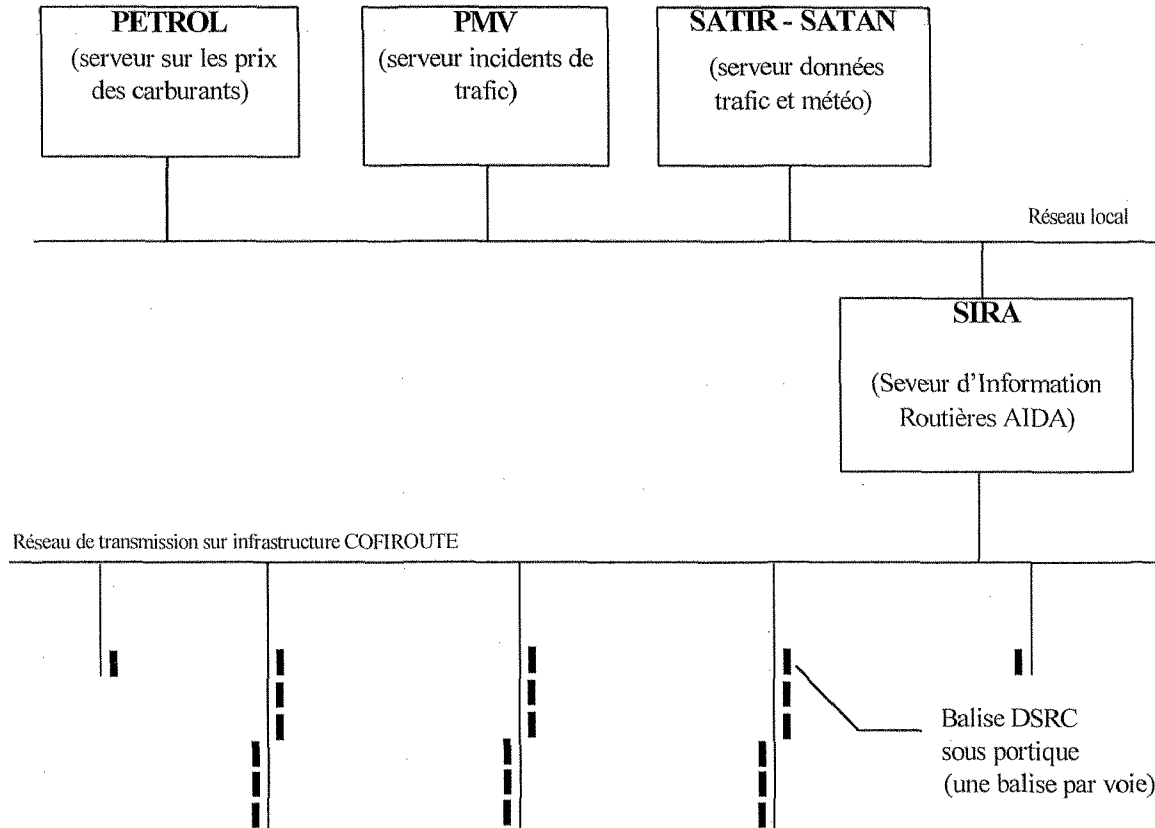 PETROL
(serveur sur les prix
des carburants)
PMV
(serveur incidents de
trafic)
SATIR - SATAN
(serveur données
trafic et météo)
Réseau local
SIRA
(Seveur d'Information
Routières AIDA)
Réseau de transmission sur infrastructure COFIROUTE
Balise DSRC
sous portique
(une balise par voie)